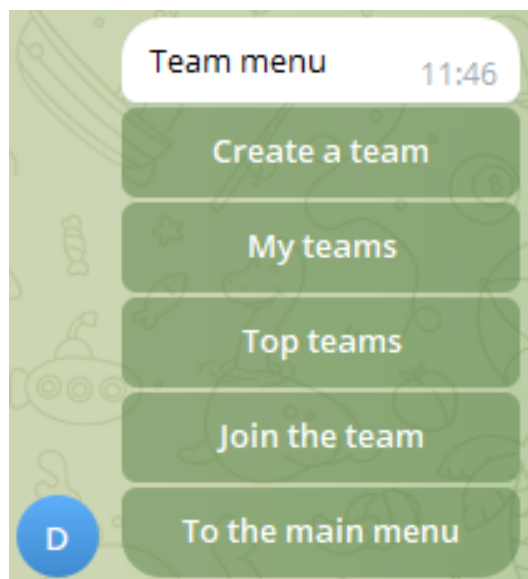 Team menu
11:46
Create a team
My teams
Top teams
Join the team
To the main menu
D